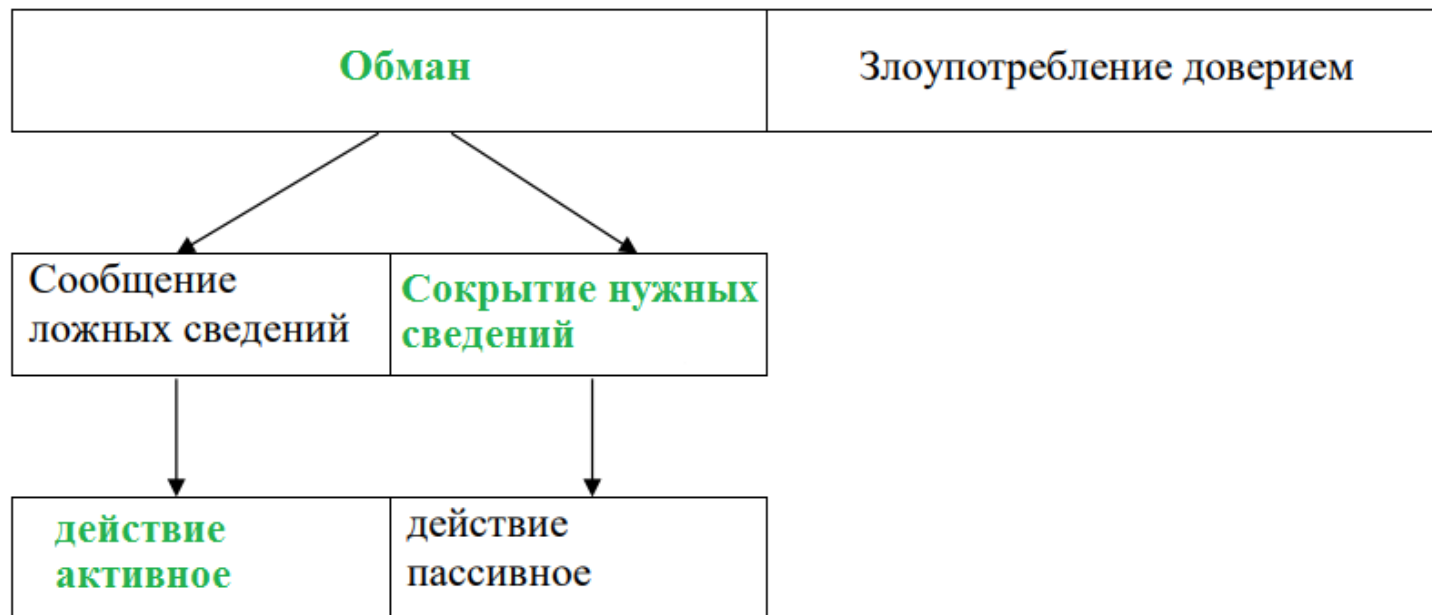 Обман
Злоупотребление доверием
Сообщение
ложных сведений
Сокрытие нужных
сведений
действие
активное
действие
пассивное